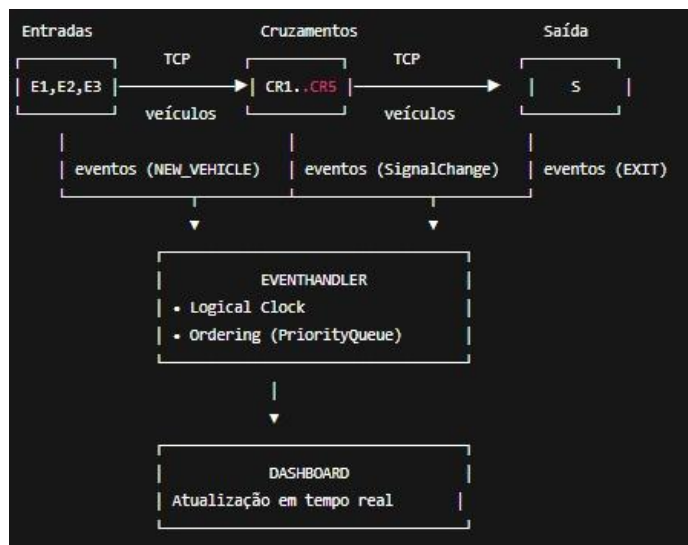 Entradas Cruzamentos Saída
TCP TCP
E1,E2,E3 CR1..CR5 S
veículos veículos
eventos (NEW_VEHICLE) eventos (SignalChange) eventos (EXIT)
EVENTHANDLER
• Logical Clock
• Ordering (PriorityQueue)
DASHBOARD
Atualização em tempo real